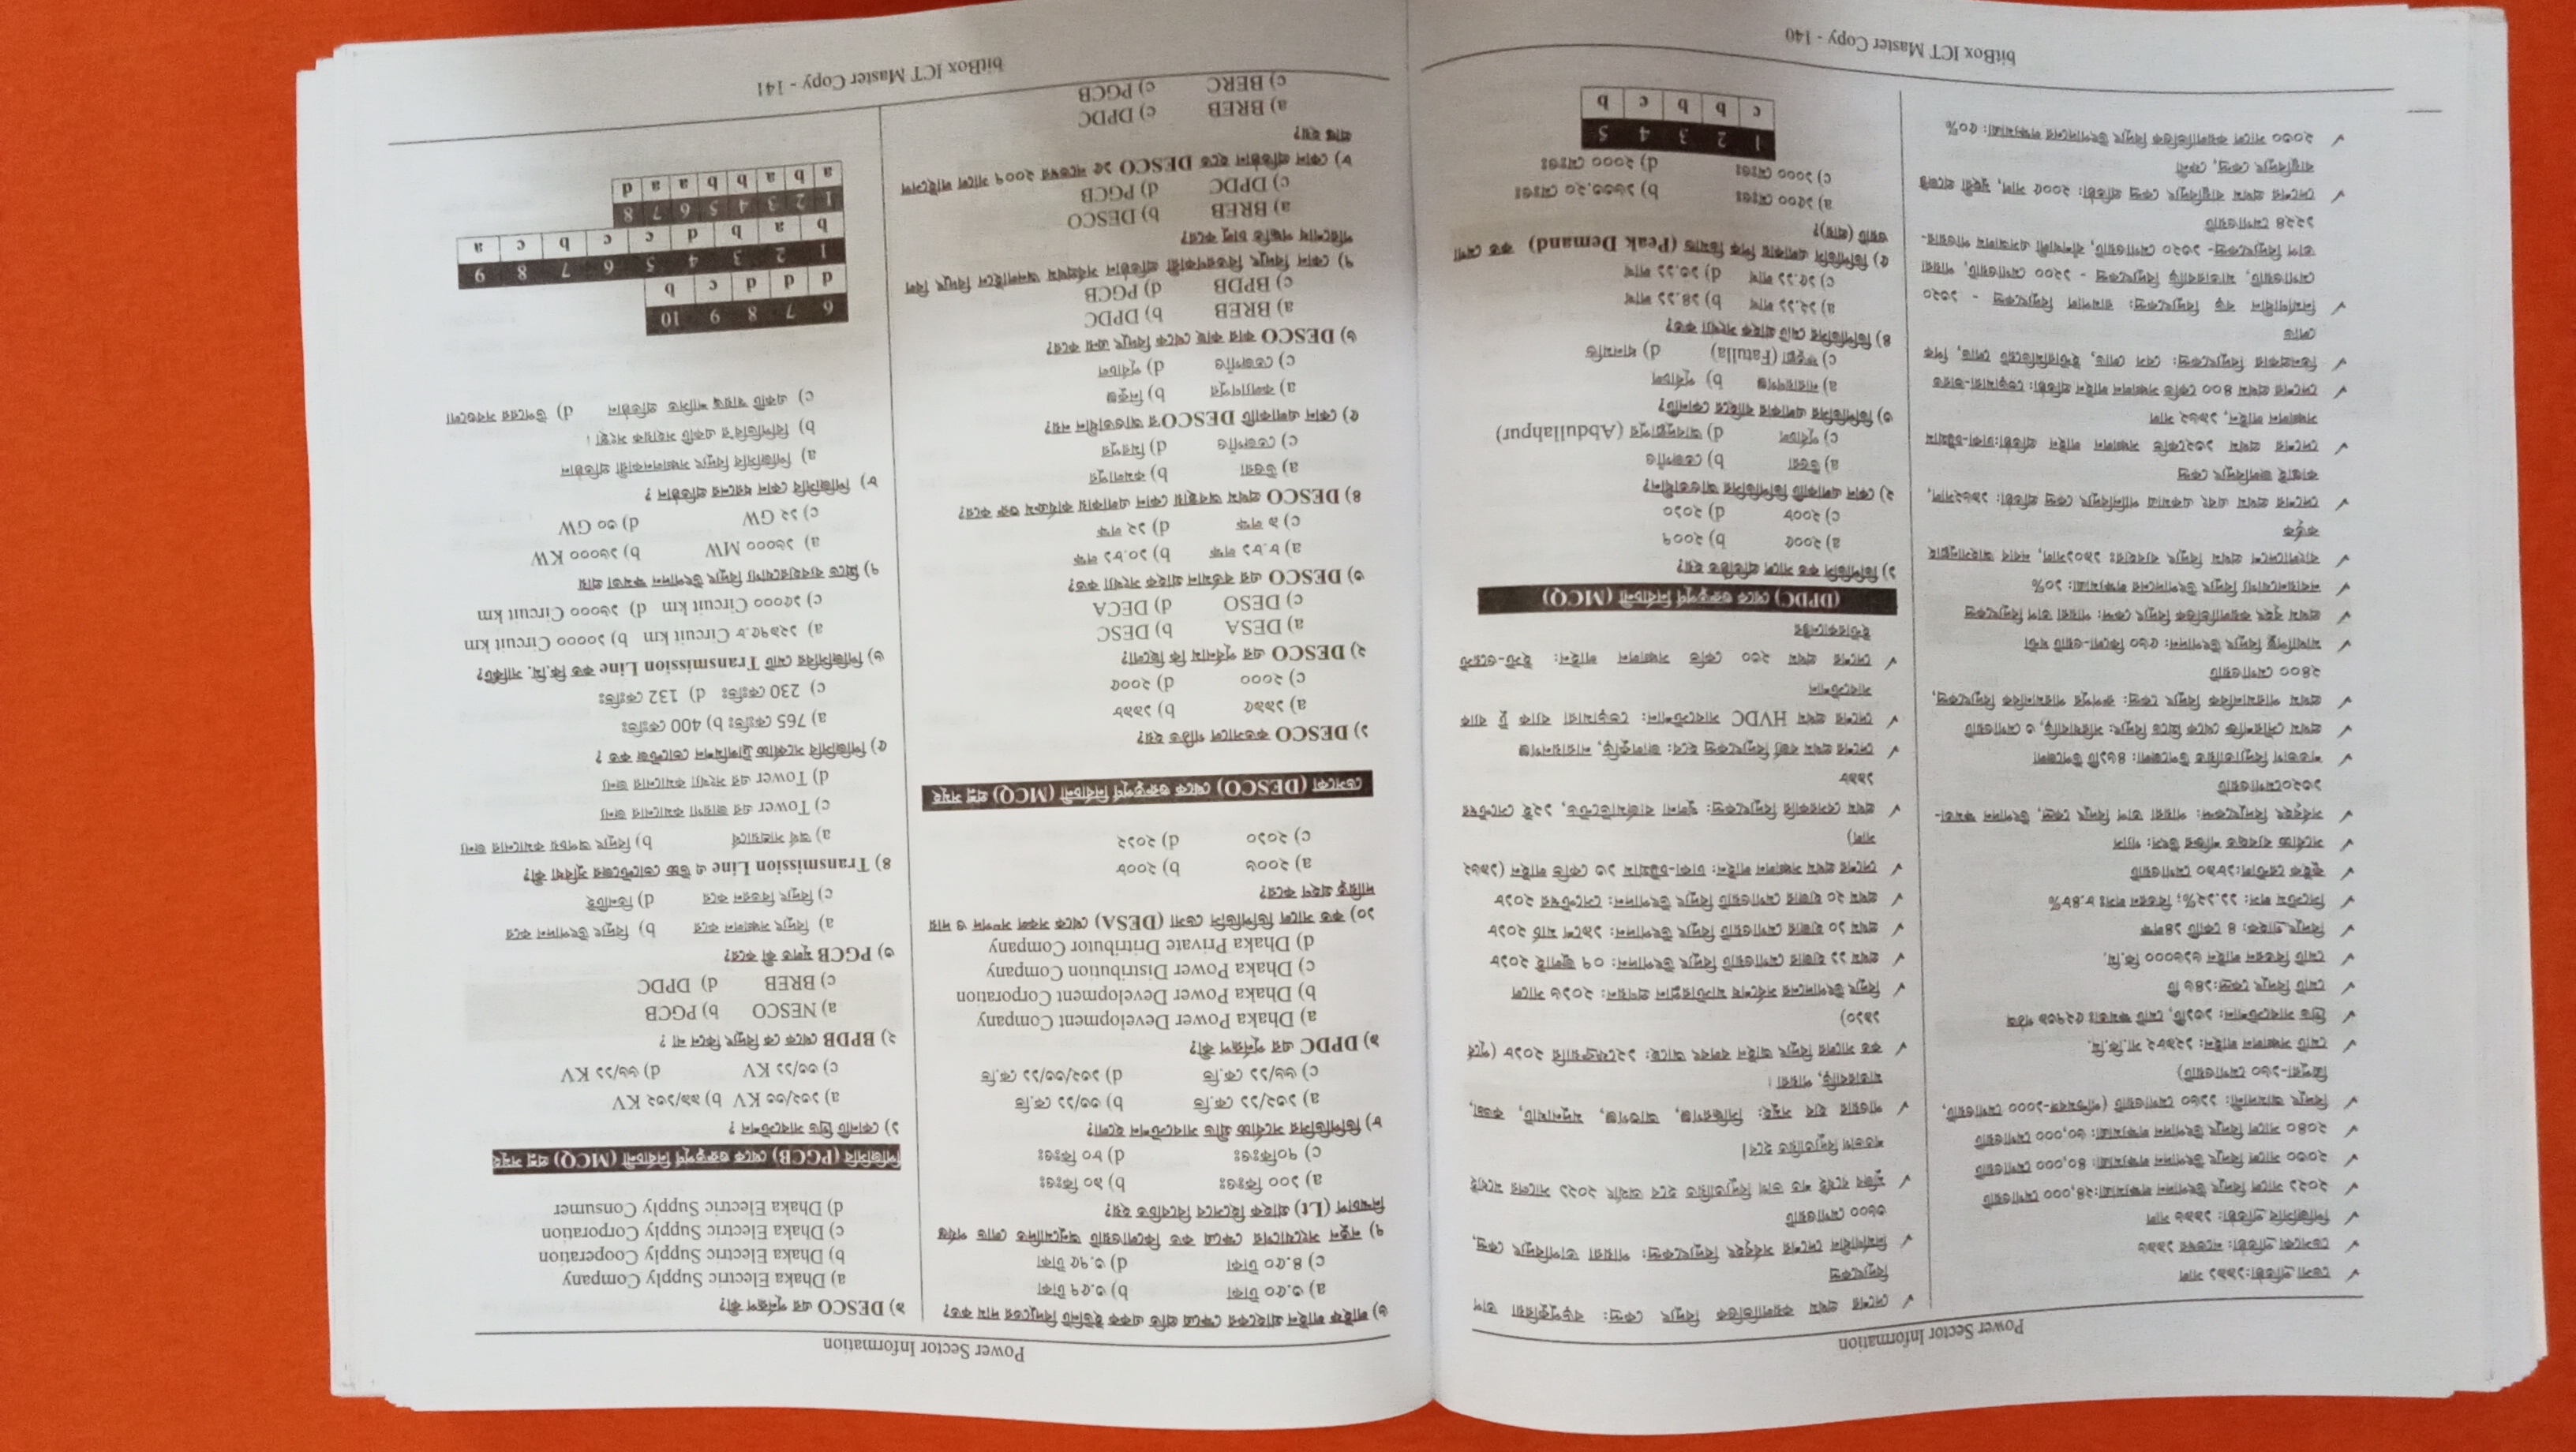 Power Sector Information
✓ ডেসা প্রতিষ্ঠা:১৯৯১ সাল
✓ ডেসকো প্রতিষ্ঠা: নভেম্বর ১৯৯৬
✓ পিজিসিবি প্রতিষ্ঠা: ১৯৯৬ সাল
✓ ২০২১ সালে বিদ্যুৎ উৎপাদন লক্ষ্যমাত্রা:২৪,০০০ মেগাওয়াট
✓ ২০৩০ সালে বিদ্যুৎ উৎপাদন লক্ষ্যমাত্রা: ৪০,০০০ মেগাওয়াট
✓ ২০৪০ সালে বিদ্যুৎ উৎপাদন লক্ষ্যমাত্রা: ৬০,০০০ মেগাওয়াট
✓ বিদ্যুৎ আমদানী: ১১৬০ মেগাওয়াট (পশ্চিমবঙ্গ-১০০০ মেগাওয়াট,
ত্রিপুরা-১৬০ মেগাওয়াট)
✓ মোট সঞ্চালন লাইন: ১২৯৮২ সা.কি.মি.
✓ গ্রিড সাবস্টেশান: ১৩১টি, মোট ক্ষমতাঃ ৫২৭৩৯
✓ মোট বিদ্যুৎ কেন্দ্র:১৪৬ টি
✓ মোট বিতরন লাইন ৬১৬০০০ কি.মি.
✓ বিদ্যুৎ গ্রাহক: ৪ কোটি ১৪লক্ষ
✓ সিস্টেম লস: ১১.১২%; বিতরন লসঃ ৮.৪৮%
✓ কুইক রেন্টাল:১৮৯০ মেগাওয়াট
✓ সর্বোচ্চ ব্যবহৃত শক্তির উৎস: গ্যাস
✓ সর্ববৃহৎ বিদ্যুৎকেন্দ্র: পায়রা তাপ বিদ্যুৎ কেন্দ্র, উৎপাদন ক্ষমতা-
১৩২০মেগাওয়াট
✓ শতভাগ বিদ্যুতায়িত উপজেলা: ৪৬১টি উপজেলা
✓ প্রথম সৌরশক্তি থেকে গ্রিডে বিদ্যুৎ: সরিষাবাড়ি, ৩ মেগাওয়াট
✓ প্রথম পারমানবিক বিদ্যুৎ কেন্দ্র: রুপপুর পারমানবিক বিদ্যুৎকেন্দ্র,
২৪০০ মেগাওয়াট
✓ মাথাপিছু বিদ্যুৎ উৎপাদন: ৫৬০ কিলো-ওয়াট ঘন্টা
✓ প্রথম বৃহৎ কয়লাভিত্তিক বিদ্যুৎ কেন্দ্র: পায়রা তাপ বিদ্যুৎকেন্দ্র
✓ নবায়নযোগ্য বিদ্যুৎ উৎপাদনের লক্ষ্যমাত্রা: ১০%
✓ বাংলাদেশে প্রথম বিদ্যুৎ ব্যবহারঃ ১৯০১সাল, নবাব আহসানুল্লাহ
কর্তৃক
✓ দেশের প্রথম এবং একমাত্র পানিবিদ্যুৎ কেন্দ্র প্রতিষ্ঠা: ১৯৬২সাল,
কাপ্তাই জলবিদ্যুৎ কেন্দ্র
✓ দেশের প্রথম ১৩২কেভি সঞ্চালন লাইন প্রতিষ্ঠা:ঢাকা-চট্টগ্রাম
সঞ্চালন লাইন, ১৯৬২ সাল
✓ দেশের প্রথম ৪০০ কেভি সঞ্চালন লাইন প্রতিষ্ঠা: ভেড়ামারা-ভারত
✓ তিনপ্রকার বিদ্যুৎকেন্দ্র: বেস লোড, ইন্টারমিডিয়েট লোড, পিক
লোড
✓ নির্মাণাধীন বড় বিদ্যুৎকেন্দ্র: রামপাল বিদ্যুৎকেন্দ্র - ১৩২০
মেগাওয়াট, মাতারবাড়ি বিদ্যুৎকেন্দ্র - ১২০০ মেগাওয়াট, পায়রা
তাপ বিদ্যুৎকেন্দ্র- ১৩২০ মেগাওয়াট, বাঁশখালী এসআলম পাওয়ার-
১২২৪ মেগাওয়াট
✓ দেশের প্রথম বায়ুবিদ্যুৎ কেন্দ্র প্রতিষ্ঠা: ২০০৫ সাল, মুহুরী প্রজেক্ট
বায়ুবিদ্যুৎ কেন্দ্র, ফেনী
✓ ২০৩০ সালে কয়লাভিত্তিক বিদ্যুৎ উৎপাদনের লক্ষ্যমাত্রা: ৫০%
✓ দেশের প্রথম কয়লাভিত্তিক বিদ্যুৎ কেন্দ্র: বড়পুকুরিয়া তাপ
বিদ্যুৎকেন্দ্র
✓ নির্মাণাধীন দেশের সর্ববৃহৎ বিদ্যুৎকেন্দ্র: পায়রা তাপবিদ্যুৎ কেন্দ্র,
৩৬০০ মেগাওয়াট
✓ মুজিব বর্ষেই শত ভাগ বিদ্যুতায়িত হবে অর্থাৎ ২০২১ সালের মধ্যেই
শতভাগ বিদ্যুতায়িত হবে।
✓ পাওয়ার হাব সমূহ: সিদ্ধিরগঞ্জ, আশুগঞ্জ, মদুনাঘাট, কড্ডা,
মাতারবাড়ি, পায়রা।
✓ কত সালের বিদ্যুৎ আইন বলবৎ আছে: ১২ফেব্রুয়ারি ২০১৮ (পূর্বে
১৯১০)
✓ বিদ্যুৎ উৎপাদনের সর্বশেষ মাস্টারপ্লান প্রণয়ন: ২০১৬ সালে
✓ প্রথম ১১ হাজার মেগাওয়াট বিদ্যুৎ উৎপাদন: ০৭ জুলাই ২০১৮
✓ প্রথম ১০ হাজার মেগাওয়াট বিদ্যুৎ উৎপাদন: ১৯শে মার্চ ২০১৮
✓ প্রথম ২০ হাজার মেগাওয়াট বিদ্যুৎ উৎপাদন: সেপ্টেম্বর ২০১৮
✓ দেশের প্রথম সঞ্চালন লাইন: ঢাকা-চট্টগ্রাম ১৩ কেভি লাইন (১৯৬২
সাল)
✓ প্রথম বেসরকারি বিদ্যুৎকেন্দ্র: খুলনা বার্জমাউন্টেড, ১২ই সেপ্টেম্বর
১৯৯৮
✓ দেশের প্রথম বর্জ্য বিদ্যুৎকেন্দ্র হবে: জালকুড়ি, নারায়নগঞ্জ
✓ দেশের প্রথম HVDC সাবস্টেশান: ভেড়ামারা ব্যাক টু ব্যাক
সাবস্টেশান
✓ দেশের প্রথম ২৩০ কেভি সঞ্চালন লাইন: ইস্ট-ওয়েস্ট
ইন্টারকানেক্টর
(DPDC) থেকে গুরুত্বপূর্ণ নির্বাচনী (MCQ)
১) ডিপিডিসি কত সালে প্রতিষ্ঠিত হয়?
a) ২০০৫ b) ২০০৭
c) ২০০৮ d) ২০১০
২) কোন এলাকাটি ডিপিডিসির আওতাধীন?
a) উত্তরা b) তেজগাঁও
c) পূর্বাচল d) আবদুল্লাপুর (Abdullahpur)
৩) ডিপিডিসির এলাকার বাহিরে কোনটি?
a) নারায়ণগঞ্জ b) পূর্বাচল
c) ফতুল্লা (Fatulla) d) ধানমন্ডি
৪) ডিপিডিসির মোট গ্রাহক সংখ্যা কত?
a) ১২.১১ লাখ b) ১৪.১১ লাখ
c) ১৫.১১ লাখ d) ১৩.১১ লাখ
৫) ডিপিডিসি এলাকায় পিক ডিমান্ড (Peak Demand) কত মেগা
ওয়াট (প্রায়)?
a) ১৫০০ মেঃওঃ b) ১৬৩৩.২০ মেঃওঃ
c) ১০০০ মেঃওঃ d) ২০০০ মেঃওঃ
1 2 3 4 5
c b b c b
bitBox ICT Master Copy - 140
Power Sector Information
৬) লাইফ লাইন গ্রাহকের ক্ষেত্রে প্রতি একক ইউনিট বিদ্যুতের দাম কত?
a) ৩.৫০ টাকা b) ৩.৫৭ টাকা
c) ৪.৫০ টাকা d) ৩.৭৫ টাকা
৭) নতুন সংযোগের ক্ষেত্রে কত কিলোওয়াট অনুমোদিত লোড পর্যন্ত
নিম্নচাপ (Lt) গ্রাহক হিসেবে বিবেচিত হয়?
a) ১০০ কিঃওঃ b) ৯০ কিঃওঃ
c) ৭০কিঃওঃ d) ৮০ কিঃওঃ
৮) ডিপিডিসির সর্বোচ্চ গ্রীড সাবস্টেশন হলো?
a) ১৩২/১১ কে.ভি b) ৩৩/১১ কে.ভি
c) ৬৬/১১ কে.ভি d) ১৩২/৩৩/১১ কে.ভি
৯) DPDC এর পূর্নরূপ কী?
a) Dhaka Power Development Company
b) Dhaka Power Development Corporation
c) Dhaka Power Distribution Company
d) Dhaka Private Dritributor Company
১০) কত সালে ডিপিডিসি ডেসা (DESA) থেকে সকল সম্পদ ও দায়
দায়িত্ব গ্রহণ করে?
a) ২০০৬ b) ২০০৮
c) ২০১০ d) ২০১২
ডেসকো (DESCO) থেকে গুরুত্বপূর্ণ নির্বাচনী (MCQ) প্রশ্ন সমূহ
১) DESCO কতসালে গঠিত হয়?
a) ১৯৯৫ b) ১৯৯৮
c) ২০০০ d) ২০০৫
২) DESCO এর পূর্বনাম কি ছিলো?
a) DESA b) DESC
c) DESO d) DECA
৩) DESCO এর বর্তমান গ্রাহক সংখ্যা কত?
a) ৮.৮১ লক্ষ b) ১০.৮১ লক্ষ
c) ৯ লক্ষ d) ১২ লক্ষ
৪) DESCO প্রথম অবস্থায় কোন এলাকায় কার্যক্রম শুরু করে?
a) উত্তরা b) কমলাপুর
c) তেজগাঁও d) মিরপুর
৫) কোন এলাকাটি DESCO'র আওতাধীন নয়?
a) কল্যাণপুর b) নিকুঞ্জ
c) তেজগাঁও d) পূর্বাচল
৬) DESCO কার কাছ থেকে বিদ্যুৎ ক্রয় করে?
a) BREB b) DPDC
c) BPDB d) PGCB
৭) কোন বিদ্যুৎ বিতরণকারী প্রতিষ্ঠান সর্বপ্রথম অনলাইনে বিদ্যুৎ বিল
পরিশোধ পদ্ধতি চালু করে?
a) BREB b) DESCO
c) DPDC d) PGCB
৮) কোন প্রতিষ্ঠান হতে DESCO ১৫ নভেম্বর ২০০৭ সালে লাইসেন্স
প্রাপ্ত হয়?
a) BREB c) DPDC
c) BERC c) PGCB
৯) DESCO এর পূর্নরূপ কী?
a) Dhaka Electric Supply Company
b) Dhaka Electric Supply Cooperation
c) Dhaka Electric Supply Corporation
d) Dhaka Electric Supply Consumer
পিজিসিবি (PGCB) থেকে গুরুত্বপূর্ণ নির্বাচনী (MCQ) প্রশ্ন সমূহ
১) কোনটি গ্রিড সাবস্টেশন ?
a) ১৩২/৩৩ KV b) ৯৯/১৩২ KV
c) ৩৩/১১ KV d) ৬৬/১১ KV
২) BPDB থেকে কে বিদ্যুৎ কিনে না ?
a) NESCO b) PGCB
c) BREB d) DPDC
৩) PGCB মূলত কী করে?
a) বিদ্যুৎ সঞ্চালন করে b) বিদ্যুৎ উৎপাদন করে
c) বিদ্যুৎ বিতরন করে d) তিনটিই
৪) Transmission Line এ উচ্চ ভোল্টেজের সুবিধা কী?
a) অর্থ সাশ্রয়ার্থে b) বিদ্যুৎ অপচয় কমানোর জন্য
c) Tower এর জায়গা কমানোর জন্য
d) Tower এর সংখ্যা কমানোর জন্য
৫) পিজিসিবি সর্ব্বোচ্চ ট্রান্সমিশন ভোল্টেজ কত ?
a) 765 কেঃভিঃ b) 400 কেঃভিঃ
c) 230 কেঃভিঃ d) 132 কেঃভিঃ
৬) পিজিসিবির মোট Transmission Line কত কি.মি. সার্কিট?
a) ১২৯৭৫.৮ Circuit km b) ১০০০০ Circuit km
c) ১৫০০০ Circuit km d) ১৬০০০ Circuit km
৭) গ্রিডে ব্যবহারযোগ্য বিদ্যুৎ উৎপাদন ক্ষমতা প্রায়
a) ১৬০০০ MW b) ১৬০০০ KW
c) ১২ GW d) ৩০ GW
৮) পিজিসিবি কোন ধরনের প্রতিষ্ঠান ?
a) পিজিসিবি বিদ্যুৎ সঞ্চালনকারী প্রতিষ্ঠান
b) বিপিডিবি'র একটি সহায়ক সংস্থা।
c) একটি স্বায়ত্ব শাসিত প্রতিষ্ঠান d) উপরের সবগুলো
6 7 8 9 10
d d d c b
1 2 3 4 5 6 7 8 9
b a b d c c b c a
1 2 3 4 5 6 7 8
a b a b b a a d
bitBox ICT Master Copy - 141